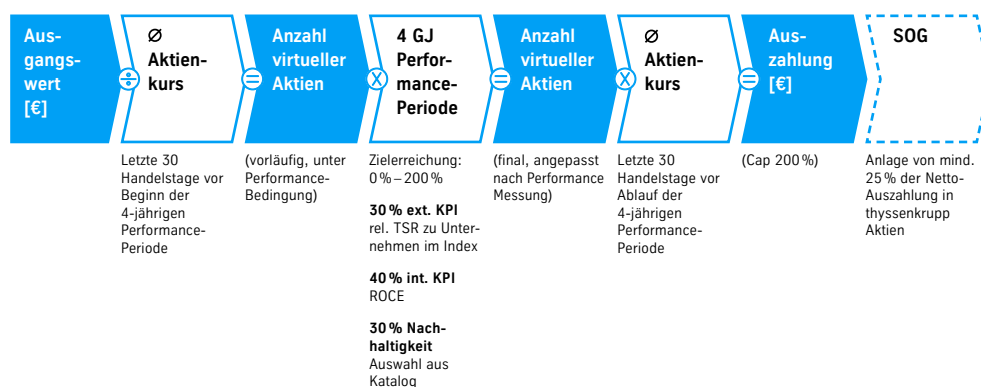 Aus-
gangs-
wert
[€]
÷
Ø
Aktien-
kurs
=
Anzahl
virtueller
Aktien
x
4 GJ
Perfor-
mance-
Periode
=
Anzahl
virtueller
Aktien
x
Ø
Aktien-
kurs
=
Aus-
zahlung
[€]
SOG
Letzte 30
Handelstage vor
Beginn der
4-jährigen
Performance-
Periode
(vorläufig, unter
Performance-
Bedingung)
Zielerreichung:
0 % – 200 %
30 % ext. KPI
rel. TSR zu Unter-
nehmen im Index
40 % int. KPI
ROCE
30 % Nach-
haltigkeit
Auswahl aus
Katalog
(final, angepasst
nach Performance
Messung)
Letzte 30
Handelstage vor
Ablauf der
4-jährigen
Performance-
Periode
(Cap 200 %)
Anlage von mind.
25 % der Netto-
Auszahlung in
thyssenkrupp
Aktien